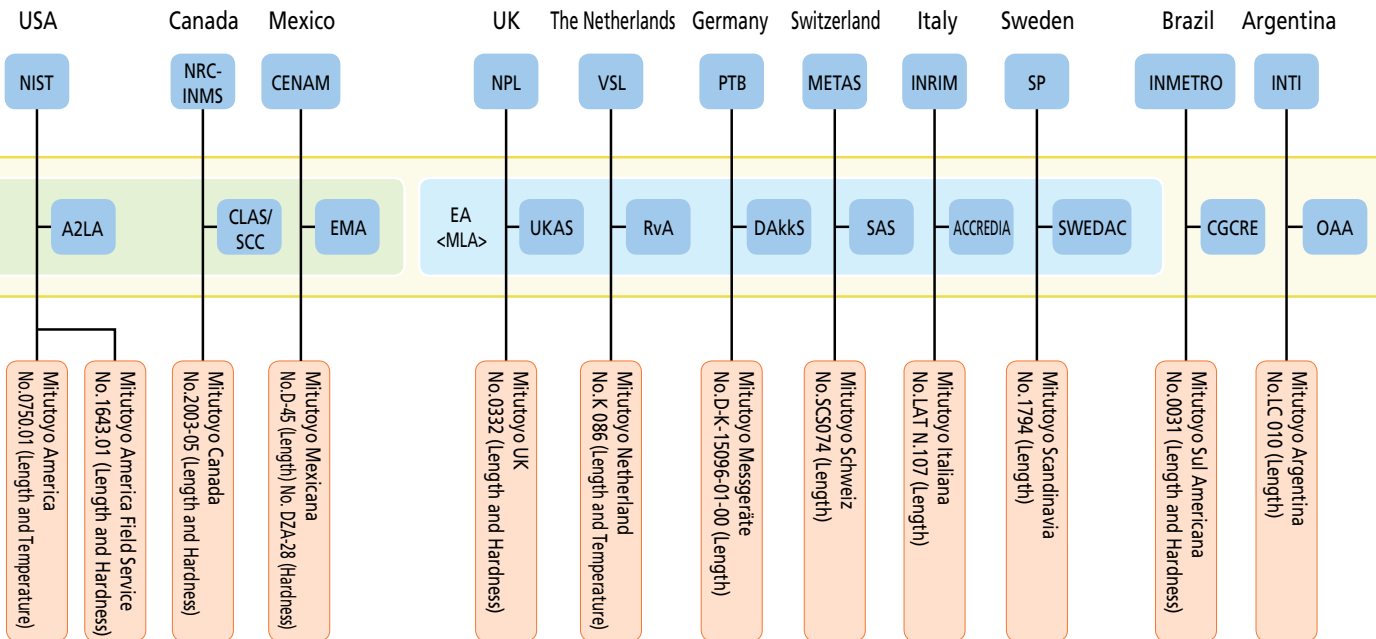 USA
Canada
Mexico
UK
The Netherlands
Germany
Switzerland
Italy
Sweden
Brazil
Argentina
NIST
NRC-
INMS
CENAM
NPL
VSL
PTB
METAS
INRIM
SP
INMETRO
INTI
A2LA
CLAS/
SCC
EMA
EA
<MLA>
UKAS
RvA
DAkkS
SAS
ACCREDIA
SWEDAC
CGCRE
OAA
Mitutoyo America
No.0750.01 (Length and Temperature)
Mitutoyo America Field Service
No.1643.01 (Length and Hardness)
Mitutoyo Canada
No.2003-05 (Length and Hardness)
Mitutoyo Mexicana
No.D-45 (Length) No. DZA-28 (Hardness)
Mitutoyo UK
No.0332 (Length and Hardness)
Mitutoyo Netherland
No.K 086 (Length and Temperature)
Mitutoyo Messgeräte
No.D-K-15096-01-00 (Length)
Mitutoyo Schweiz
No.SCS074 (Length)
Mitutoyo Italiana
No.LAT N.107 (Length)
Mitutoyo Scandinavia
No.1794 (Length)
Mitutoyo Sul Americana
No.0031 (Length and Hardness)
Mitutoyo Argentina
No.LC 010 (Length)